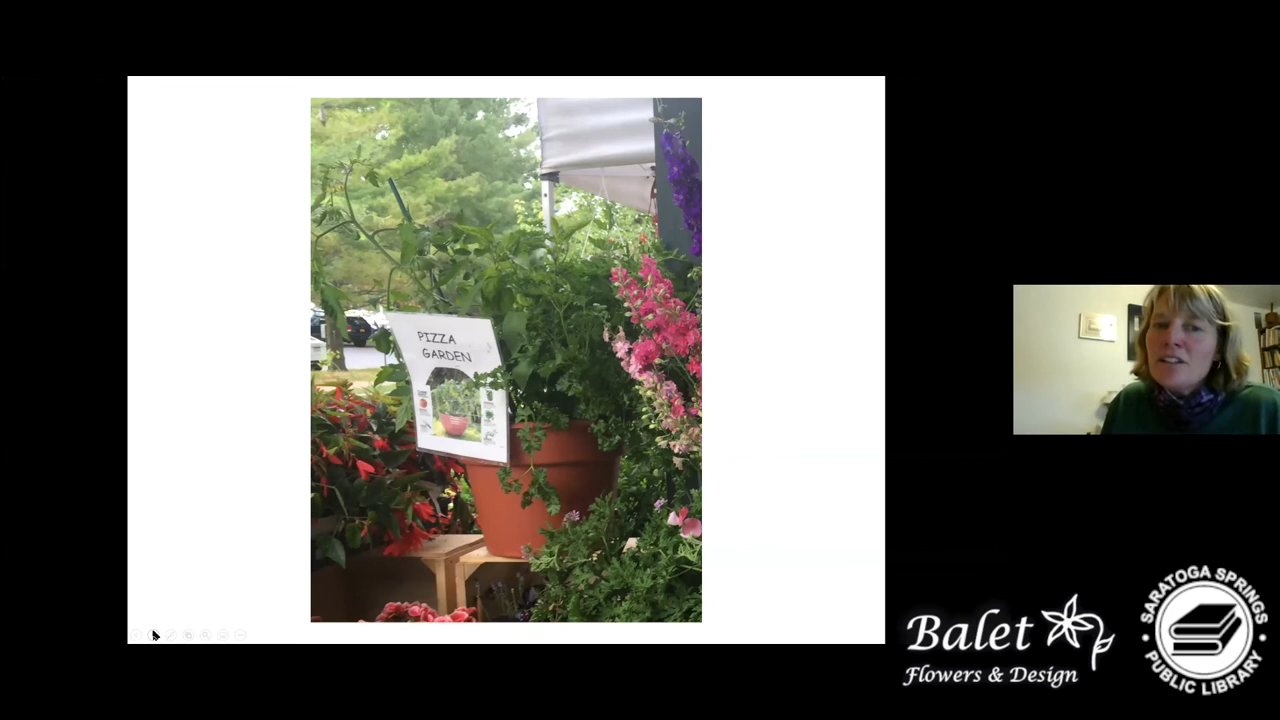 PIZZA
GARDEN
Balet
Flowers & Design
SARATOGA SPRINGS
PUBLIC LIBRARY